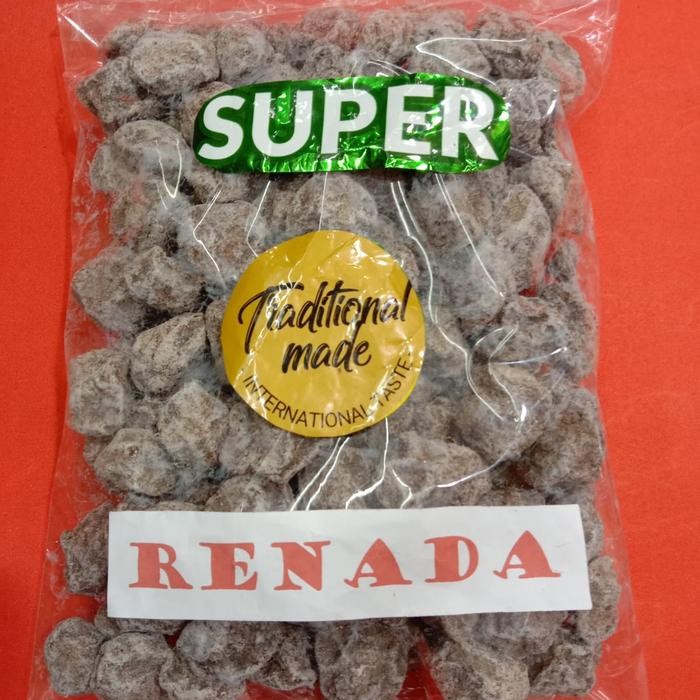 SUPER
Traditional
made
INTERNATIONAL TASTE
RENADA